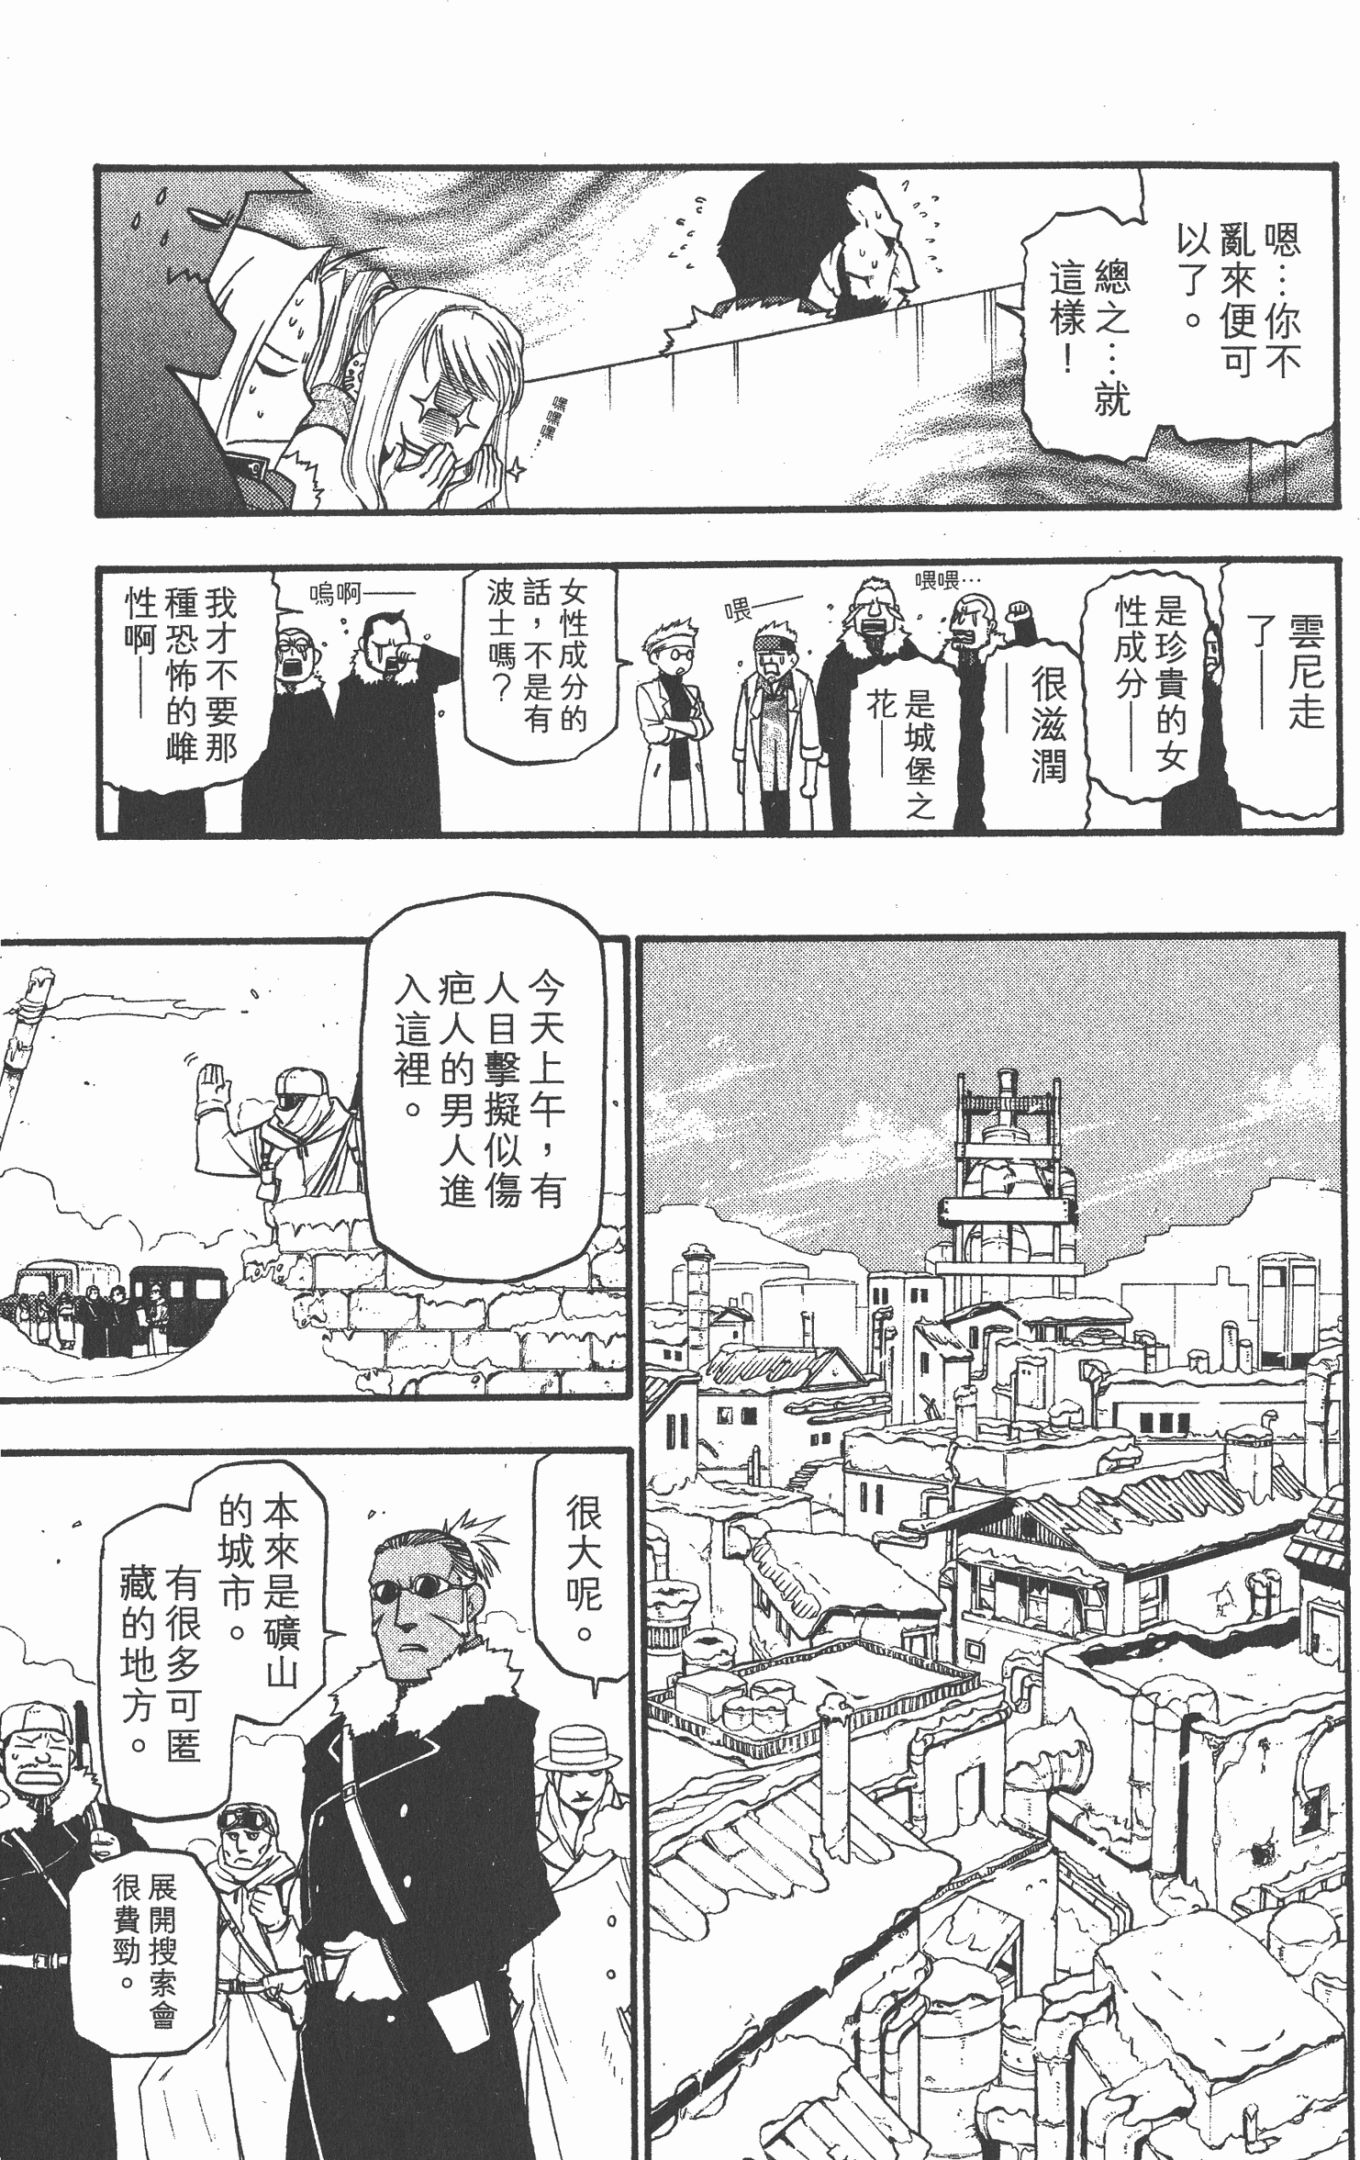 嗯…你不
亂來便可
以了。
總之…就
這樣！
嘿嘿嘿…
雲尼走
了——
是珍貴的女
性成分——
很滋潤
——
喂喂…
是城堡之
花——
喂——
女性成分的
話，不是有
波士嗎？
嗚啊——
我才不要那
種恐怖的雌
性啊——
今天上午，有
人目擊擬似傷
疤人的男人進
入這裡。
很大呢。
本來是礦山
的城市。
有很多可匿
藏的地方。
展開搜索會
很費勁。